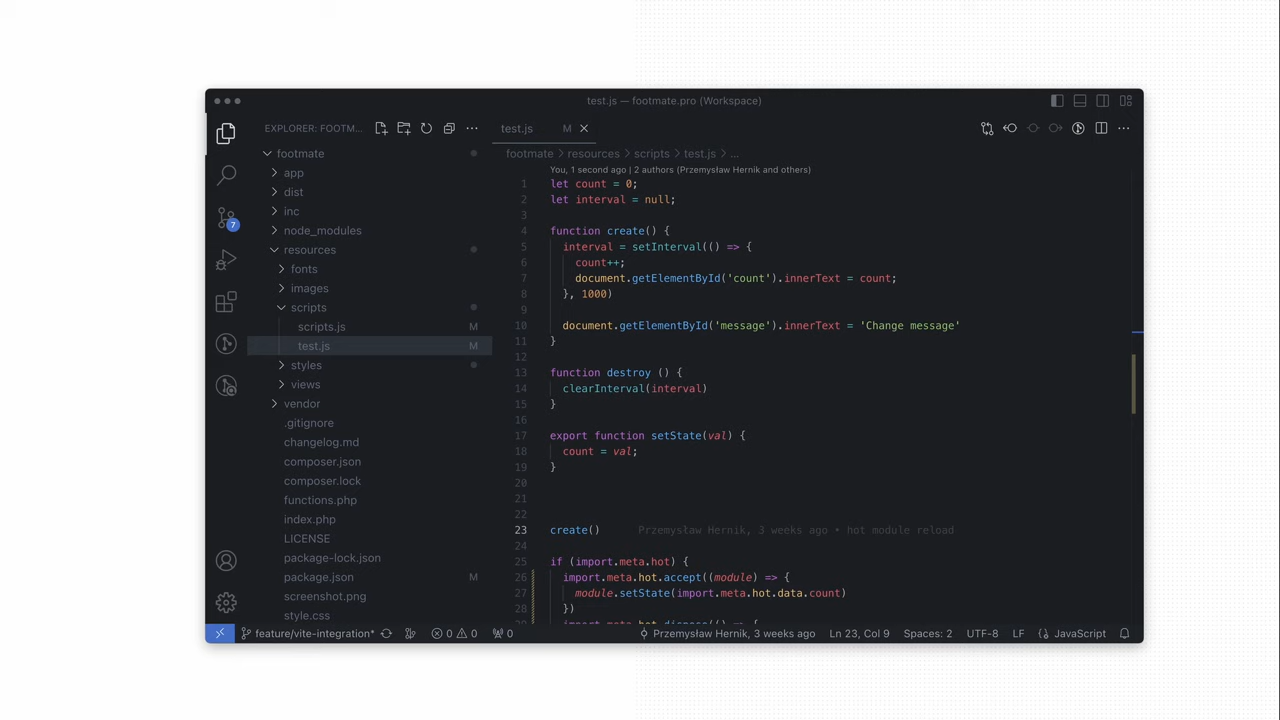 test.js — footmate.pro (Workspace)
EXPLORER: FOOTM...
footmate
app
dist
inc
node_modules
resources
fonts
images
scripts
scripts.js M
test.js M
styles
views
vendor
.gitignore
changelog.md
composer.json
composer.lock
functions.php
index.php
LICENSE
package-lock.json
package.json M
screenshot.png
style.css
7
test.js M
footmate > resources > scripts > test.js > ...
You, 1 second ago | 2 authors (Przemysław Hernik and others)
1 let count = 0;
2 let interval = null;
3
4 function create() {
5 interval = setInterval(() => {
6 count++;
7 document.getElementById('count').innerText = count;
8 }, 1000)
9
10 document.getElementById('message').innerText = 'Change message'
11 }
12
13 function destroy () {
14 clearInterval(interval)
15 }
16
17 export function setState(val) {
18 count = val;
19 }
20
21
22
23 create() Przemysław Hernik, 3 weeks ago • hot module reload
24
25 if (import.meta.hot) {
26 import.meta.hot.accept((module) => {
27 module.setState(import.meta.hot.data.count)
28 })
29 import.meta.hot.dispose(() => {
feature/vite-integration* 0 0 0 Przemysław Hernik, 3 weeks ago Ln 23, Col 9 Spaces: 2 UTF-8 LF JavaScript